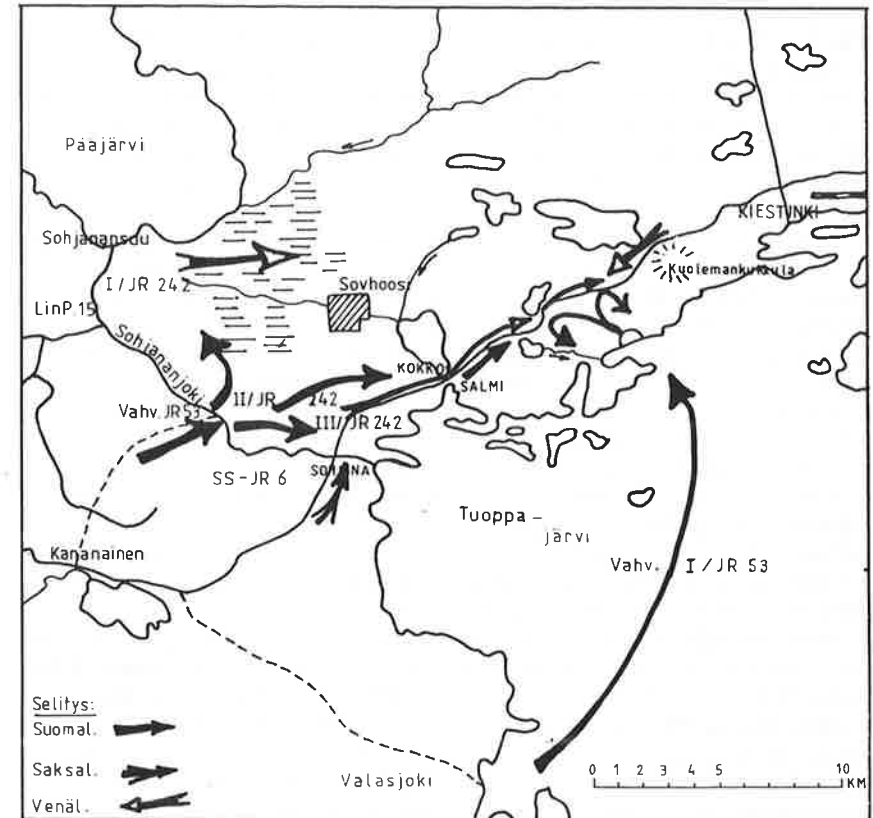 Pääjärvi
KIESTINKI
Sohjanansuu
Kuolemankukkula
I/JR 242
Sovhoosi
LinP. 15
Sohjananjoki
KOKKO
SALMI
II/JR 242
Vahv. JR 53
III/JR 242
SS-JR 6
Tuoppa-
järvi
Kananainen
Vahv. I/JR 53
Selitys:
Suomal.
Saksal.
Venäl.
Valasjoki
0 1 2 3 4 5 10
KM